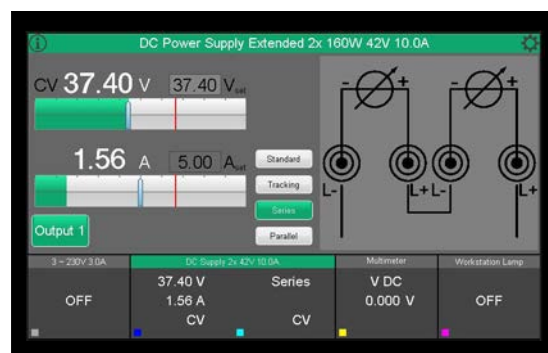 DC Power Supply Extended 2x 160W 42V 10.0A
CV 37.40 V 37.40 Vset
1.56 A 5.00 Aset
Standard
Tracking
Series
Parallel
Output 1
- + - +
L- L+ L- L+
3 ~ 230V 3.0A
OFF
DC Supply 2x 42V 10.0A
37.40 V Series
1.56 A
CV CV
Multimeter
V DC
0.000 V
Workstation Lamp
OFF